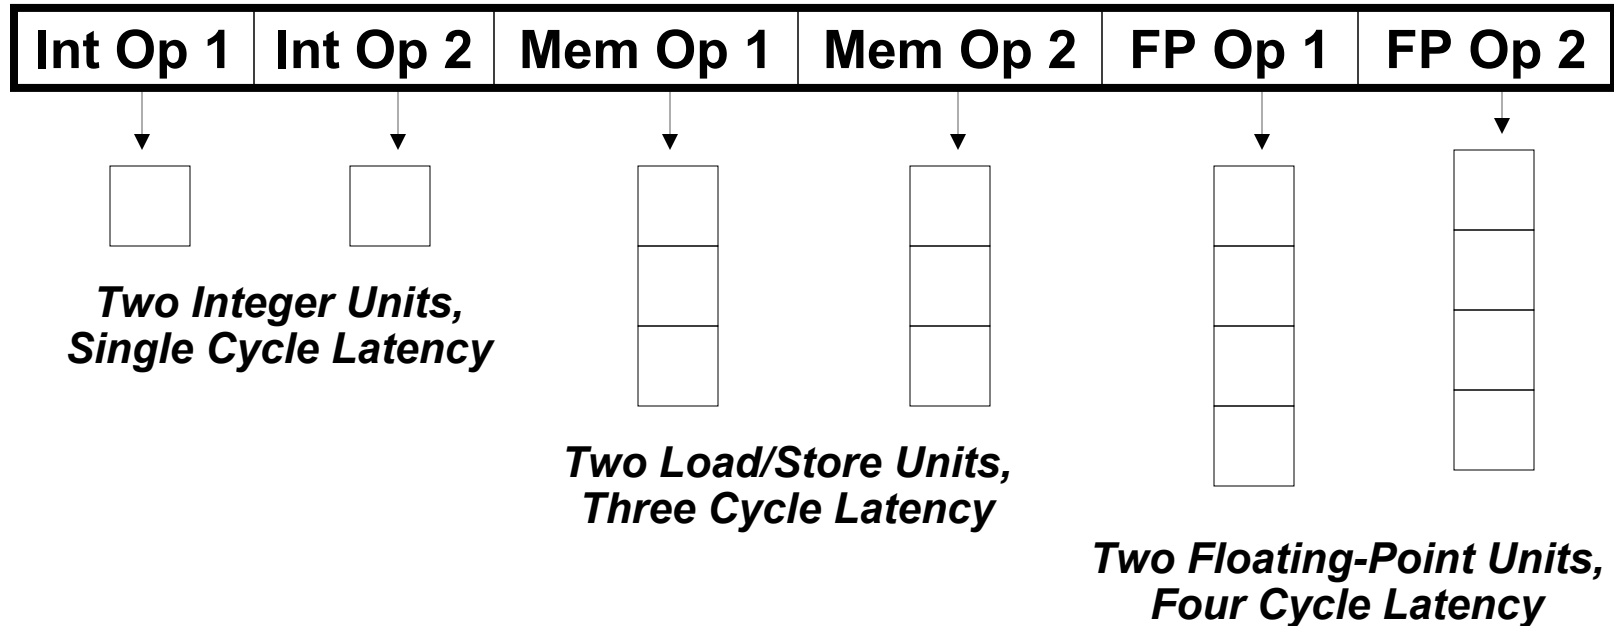 Int Op 1 Int Op 2 Mem Op 1 Mem Op 2 FP Op 1 FP Op 2
Two Integer Units,
Single Cycle Latency
Two Load/Store Units,
Three Cycle Latency
Two Floating-Point Units,
Four Cycle Latency